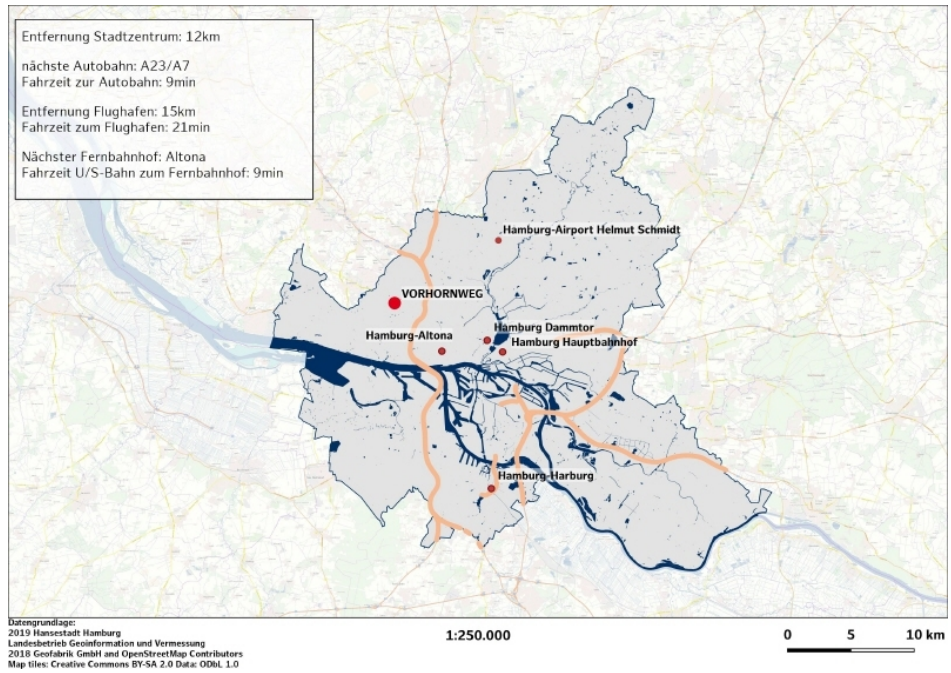 Entfernung Stadtzentrum: 12km
nächste Autobahn: A23/A7
Fahrzeit zur Autobahn: 9min
Entfernung Flughafen: 15km
Fahrzeit zum Flughafen: 21min
Nächster Fernbahnhof: Altona
Fahrzeit U/S-Bahn zum Fernbahnhof: 9min
Hamburg-Airport Helmut Schmidt
VORHORNWEG
Hamburg-Altona
Hamburg Dammtor
Hamburg Hauptbahnhof
Hamburg-Harburg
Datengrundlage:
2019 Hansestadt Hamburg
Landesbetrieb Geoinformation und Vermessung
2018 Geofabrik GmbH and OpenStreetMap Contributors
Map tiles: Creative Commons BY-SA 2.0 Data: ODbL 1.0
1:250.000
0 5 10 km